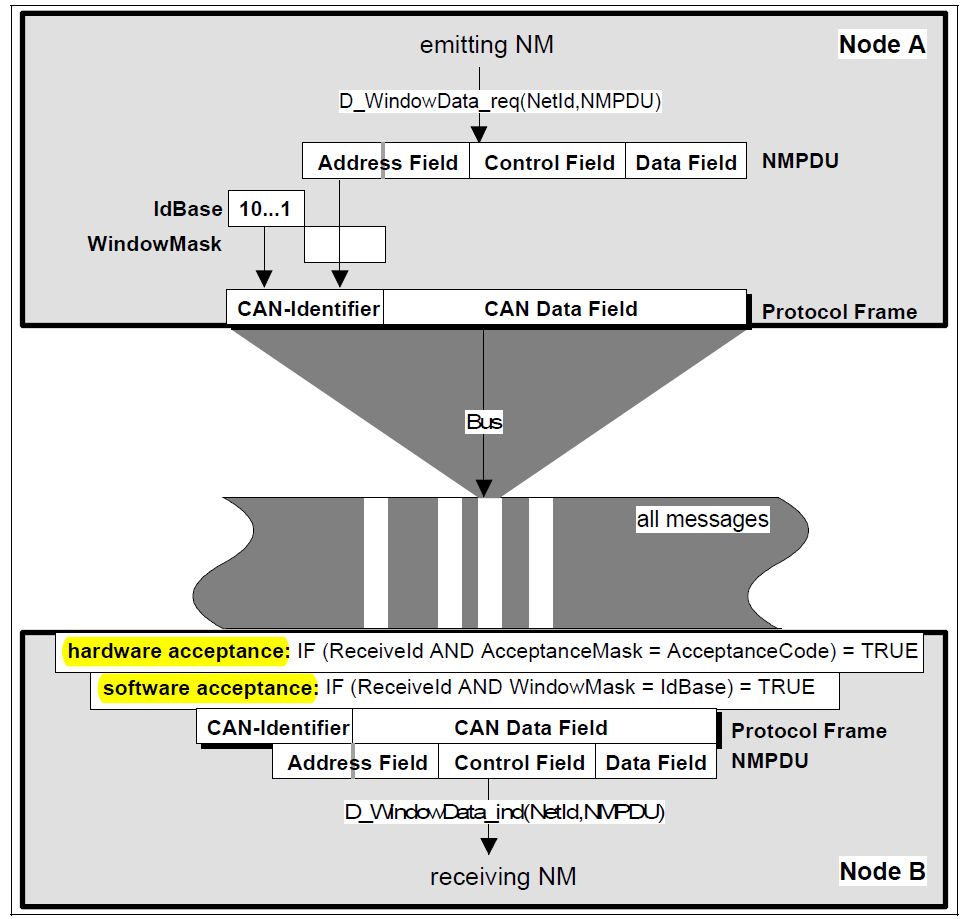 emitting NM
Node A
D_WindowData_req(NetId,NMPDU)
Address Field Control Field Data Field NMPDU
IdBase 10...1
WindowMask
CAN-Identifier CAN Data Field Protocol Frame
Bus
all messages
hardware acceptance: IF (ReceiveId AND AcceptanceMask = AcceptanceCode) = TRUE
software acceptance: IF (ReceiveId AND WindowMask = IdBase) = TRUE
CAN-Identifier CAN Data Field Protocol Frame
Address Field Control Field Data Field NMPDU
D_WindowData_ind(NetId,NMPDU)
receiving NM
Node B